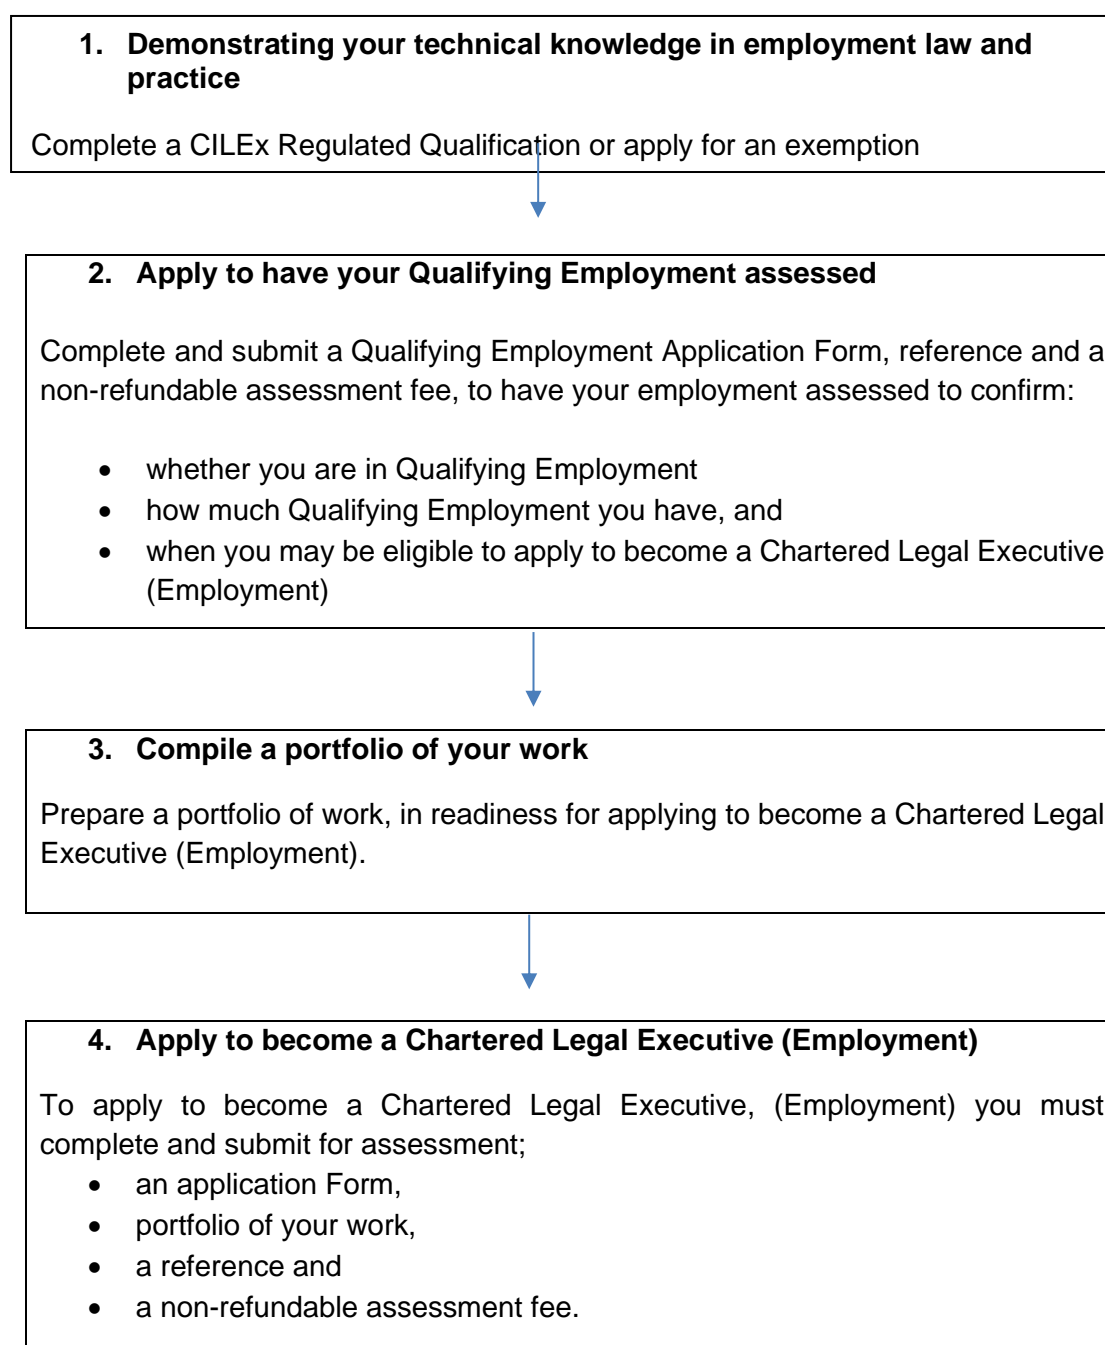 1. Demonstrating your technical knowledge in employment law and
practice
Complete a CILEx Regulated Qualification or apply for an exemption
2. Apply to have your Qualifying Employment assessed
Complete and submit a Qualifying Employment Application Form, reference and a
non-refundable assessment fee, to have your employment assessed to confirm:
• whether you are in Qualifying Employment
• how much Qualifying Employment you have, and
• when you may be eligible to apply to become a Chartered Legal Executive
(Employment)
3. Compile a portfolio of your work
Prepare a portfolio of work, in readiness for applying to become a Chartered Legal
Executive (Employment).
4. Apply to become a Chartered Legal Executive (Employment)
To apply to become a Chartered Legal Executive, (Employment) you must
complete and submit for assessment;
• an application Form,
• portfolio of your work,
• a reference and
• a non-refundable assessment fee.